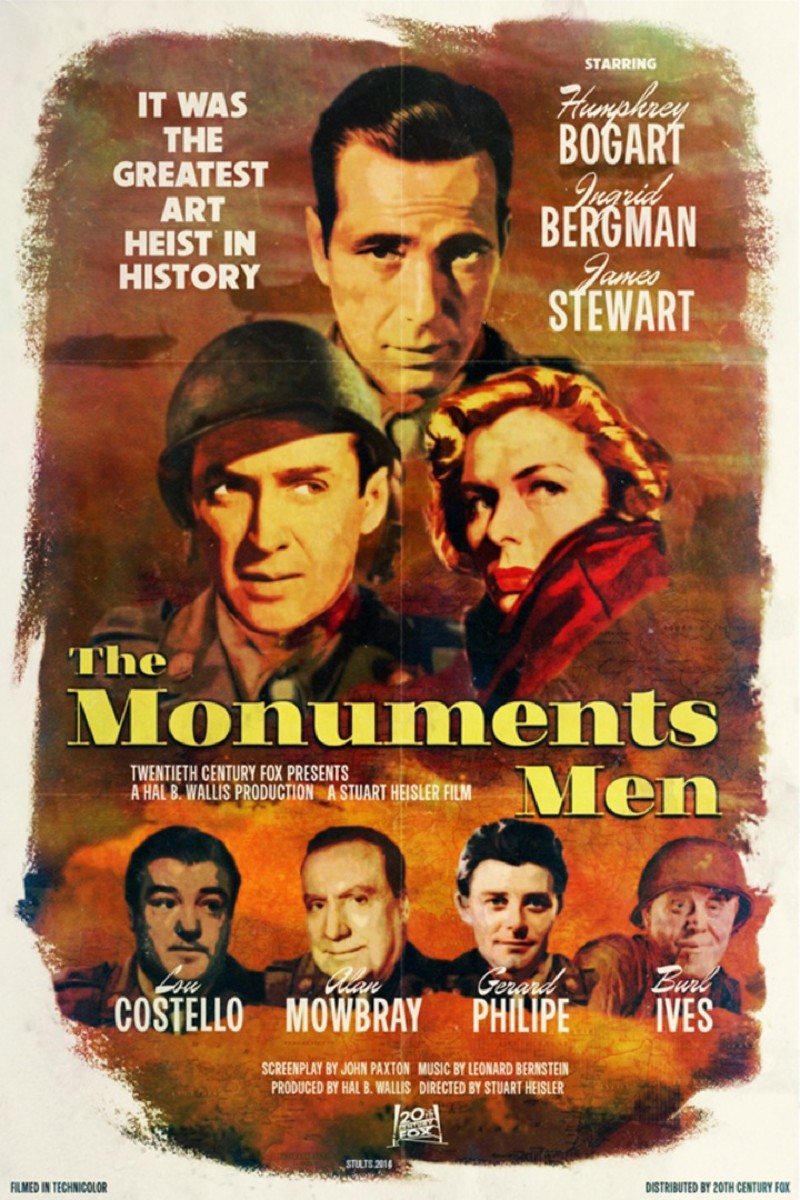 IT WAS
THE
GREATEST
ART
HEIST IN
HISTORY
STARRING
Humphrey
BOGART
Ingrid
BERGMAN
James
STEWART
The
Monuments
Men
TWENTIETH CENTURY FOX PRESENTS
A HAL B. WALLIS PRODUCTION A STUART HEISLER FILM
Lou
COSTELLO
Alan
MOWBRAY
Gerard
PHILIPE
Burl
IVES
SCREENPLAY BY JOHN PAXTON MUSIC BY LEONARD BERNSTEIN
PRODUCED BY HAL B. WALLIS DIRECTED BY STUART HEISLER
20th
CENTURY
FOX
STULTS.2014
FILMED IN TECHNICOLOR
DISTRIBUTED BY 20TH CENTURY FOX